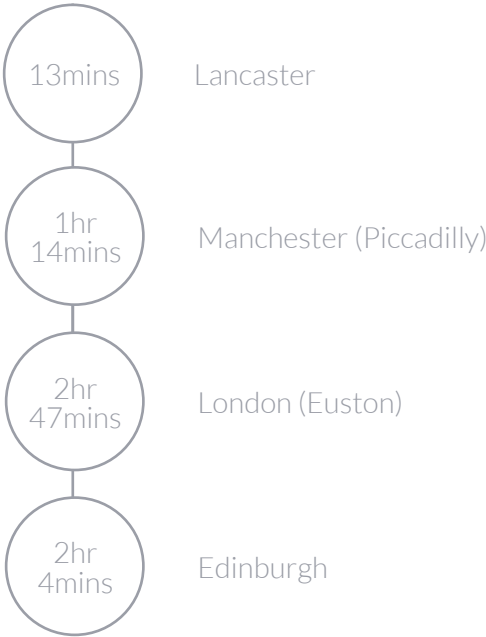 13mins
Lancaster
1hr
14mins
Manchester (Piccadilly)
2hr
47mins
London (Euston)
2hr
4mins
Edinburgh